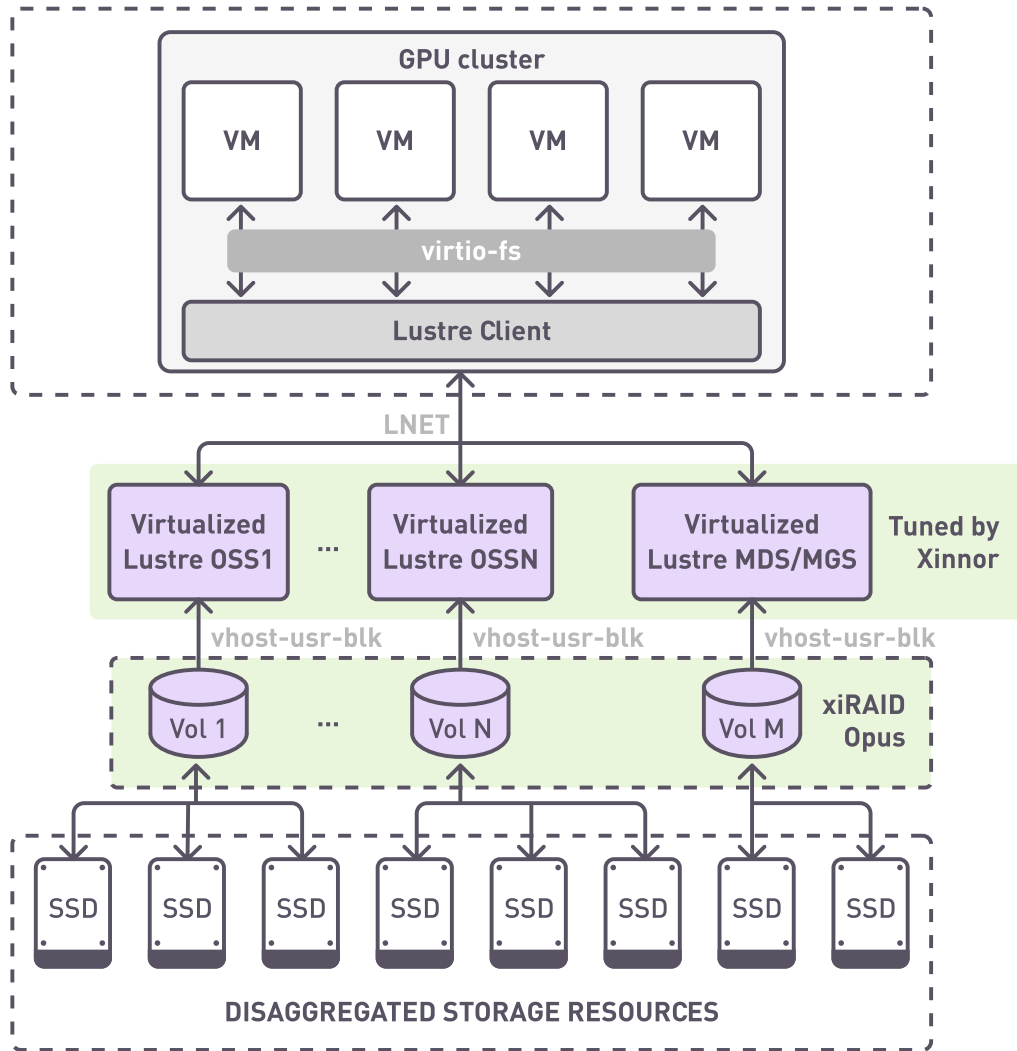 GPU cluster
VM
VM
VM
VM
virtio-fs
Lustre Client
LNET
Virtualized
Lustre OSS1
...
Virtualized
Lustre OSSN
Virtualized
Lustre MDS/MGS
Tuned by
Xinnor
vhost-usr-blk
vhost-usr-blk
vhost-usr-blk
Vol 1
...
Vol N
Vol M
xiRAID
Opus
SSD
SSD
SSD
SSD
SSD
SSD
SSD
SSD
DISAGGREGATED STORAGE RESOURCES